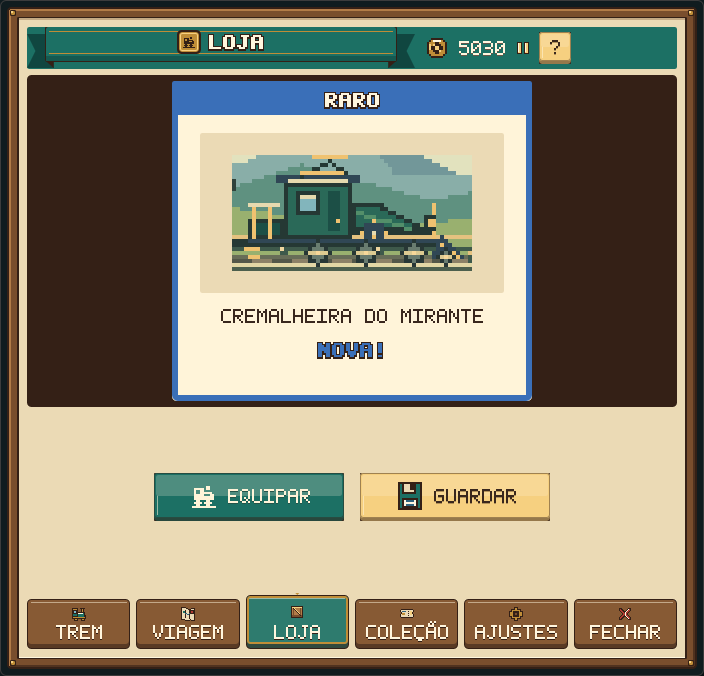 LOJA
5030
?
RARO
CREMALHEIRA DO MIRANTE
NOVA!
EQUIPAR
GUARDAR
TREM
VIAGEM
LOJA
COLEÇÃO
AJUSTES
FECHAR